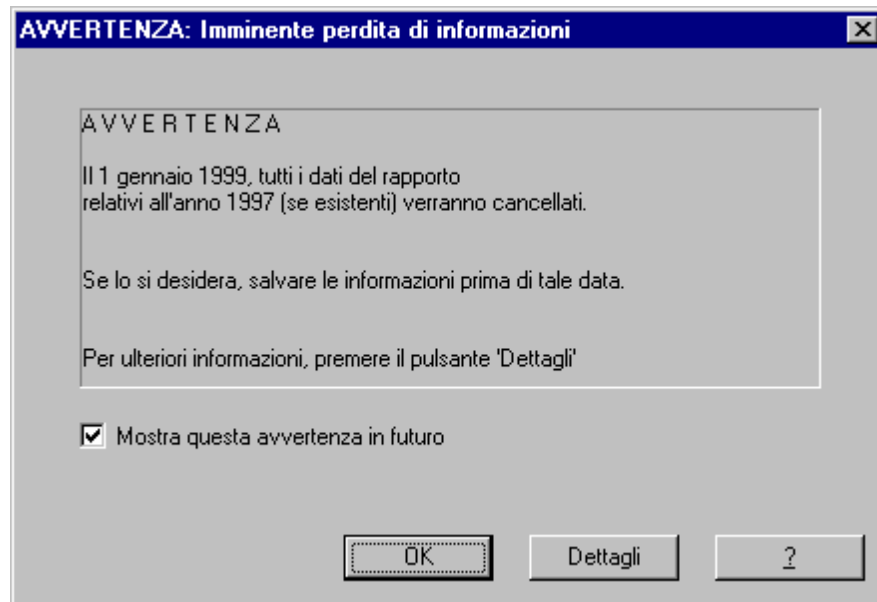 AVVERTENZA: Imminente perdita di informazioni
A V V E R T E N Z A
Il 1 gennaio 1999, tutti i dati del rapporto
relativi all'anno 1997 (se esistenti) verranno cancellati.
Se lo si desidera, salvare le informazioni prima di tale data.
Per ulteriori informazioni, premere il pulsante 'Dettagli'
Mostra questa avvertenza in futuro
OK Dettagli ?